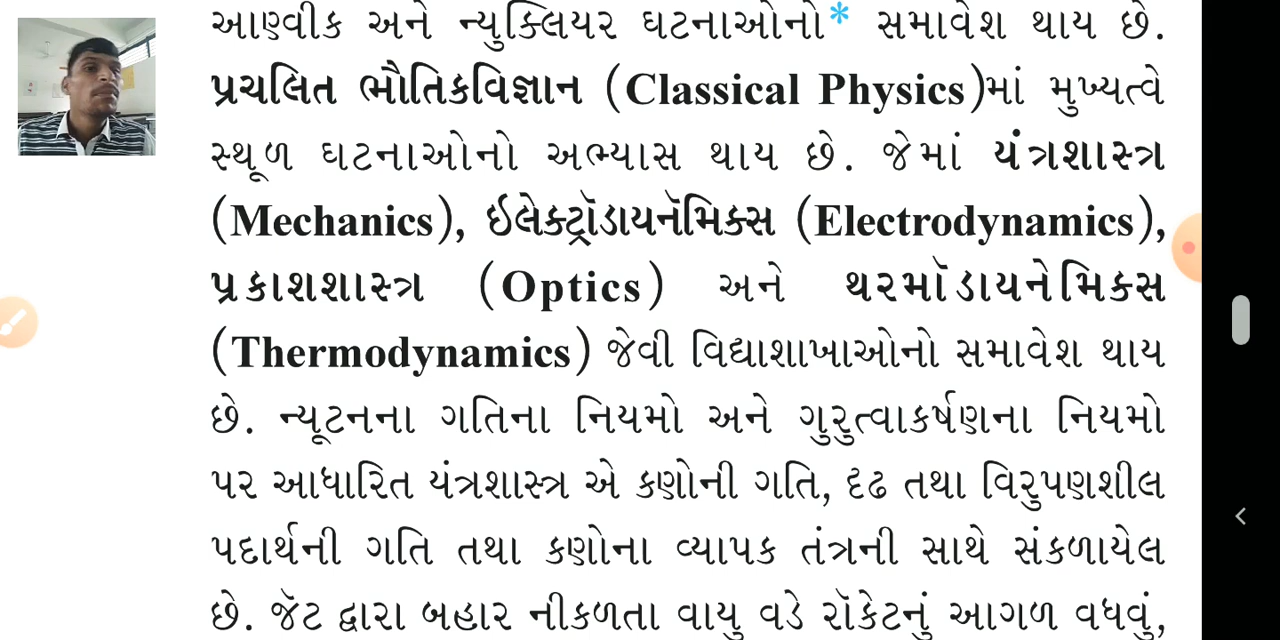 આણ્વીક અને ન્યુક્લિયર ઘટનાઓનો* સમાવેશ થાય છે.
પ્રચલિત ભૌતિકવિજ્ઞાન (Classical Physics)માં મુખ્યત્વે
સ્થૂળ ઘટનાઓનો અભ્યાસ થાય છે. જેમાં યંત્રશાસ્ત્ર
(Mechanics), ઇલેક્ટ્રૉડાયનૅમિક્સ (Electrodynamics),
પ્રકાશશાસ્ત્ર (Optics) અને થરમૉડાયનેમિક્સ
(Thermodynamics) જેવી વિદ્યાશાખાઓનો સમાવેશ થાય
છે. ન્યૂટનના ગતિના નિયમો અને ગુરુત્વાકર્ષણના નિયમો
પર આધારિત યંત્રશાસ્ત્ર એ કણોની ગતિ, દૃઢ તથા વિરુપણશીલ
પદાર્થની ગતિ તથા કણોના વ્યાપક તંત્રની સાથે સંકળાયેલ
છે. જૅટ દ્વારા બહાર નીકળતા વાયુ વડે રૉકેટનું આગળ વધવું,